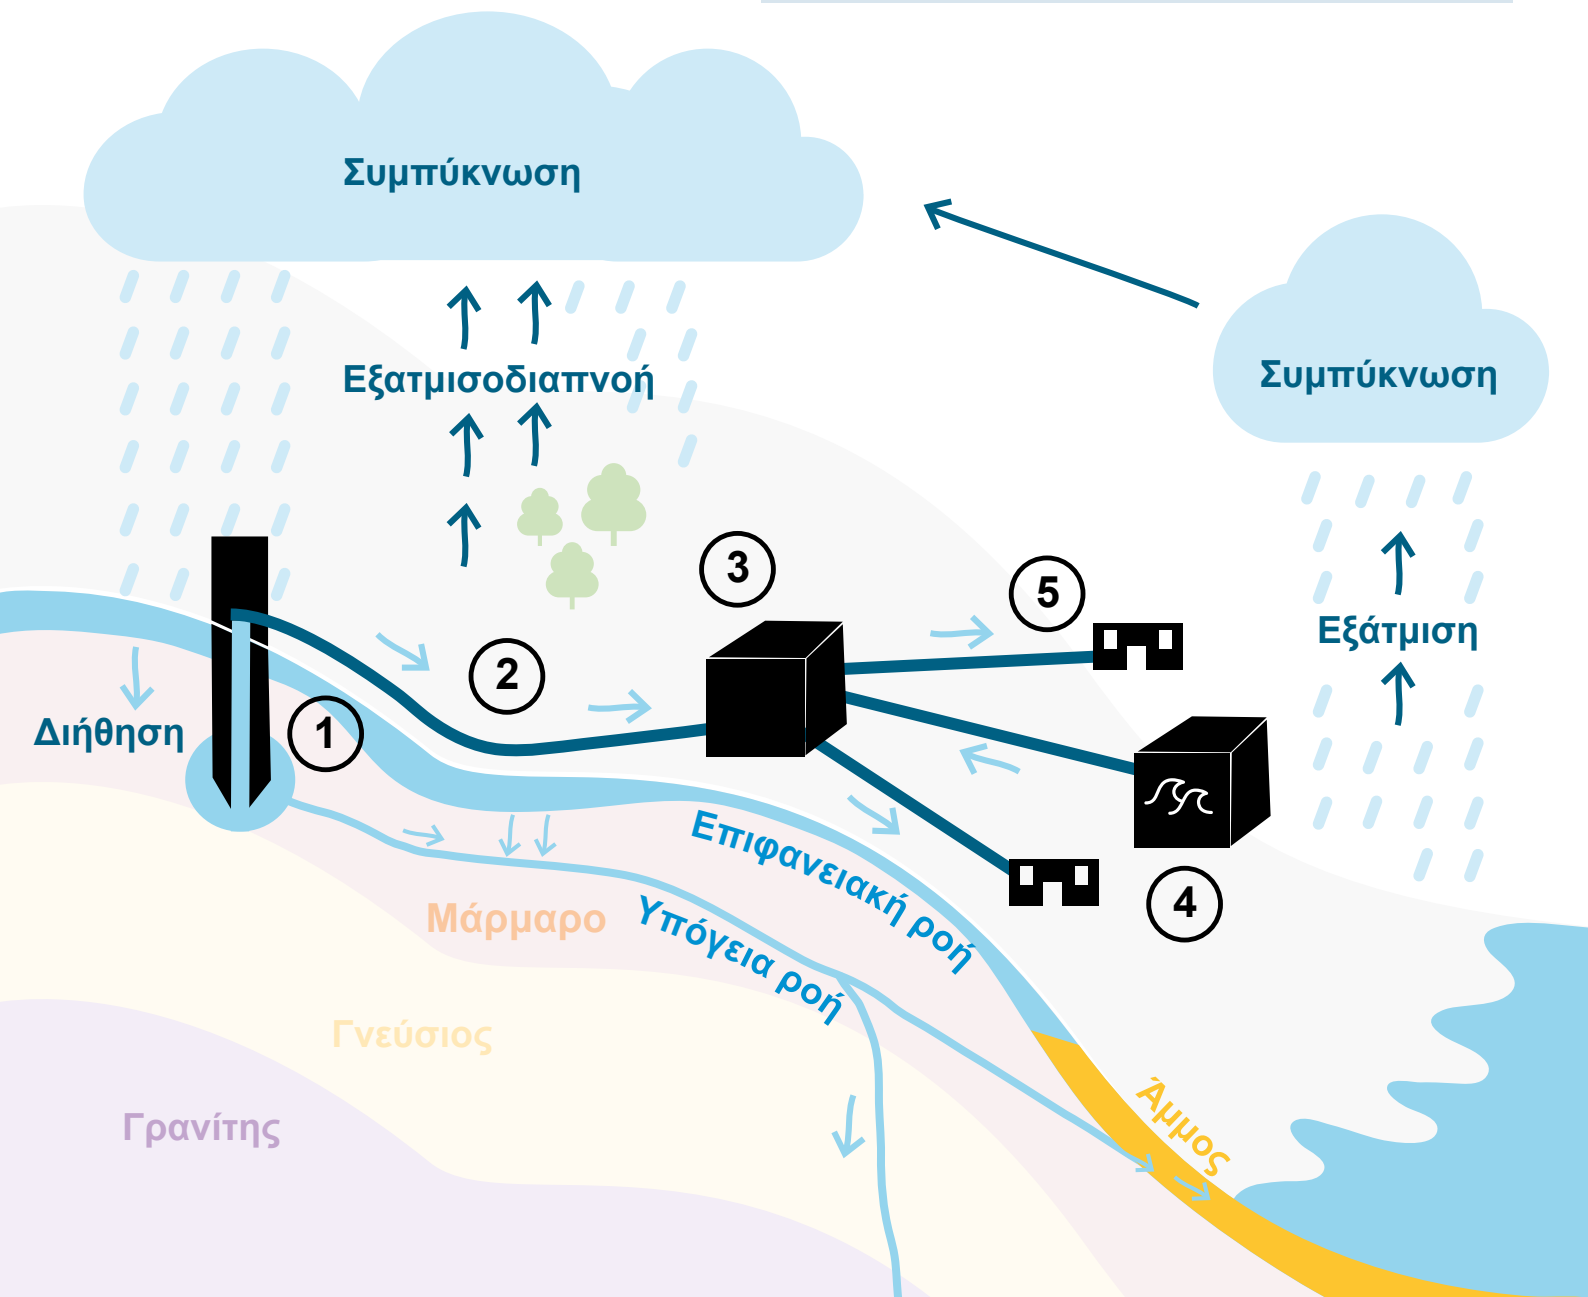 Συμπύκνωση
Συμπύκνωση
Εξατμισοδιαπνοή
3
5
Εξάτμιση
2
1
Διήθηση
4
Επιφανειακή ροή
Μάρμαρο
Υπόγεια ροή
Γνεύσιος
Γρανίτης
Άμμος